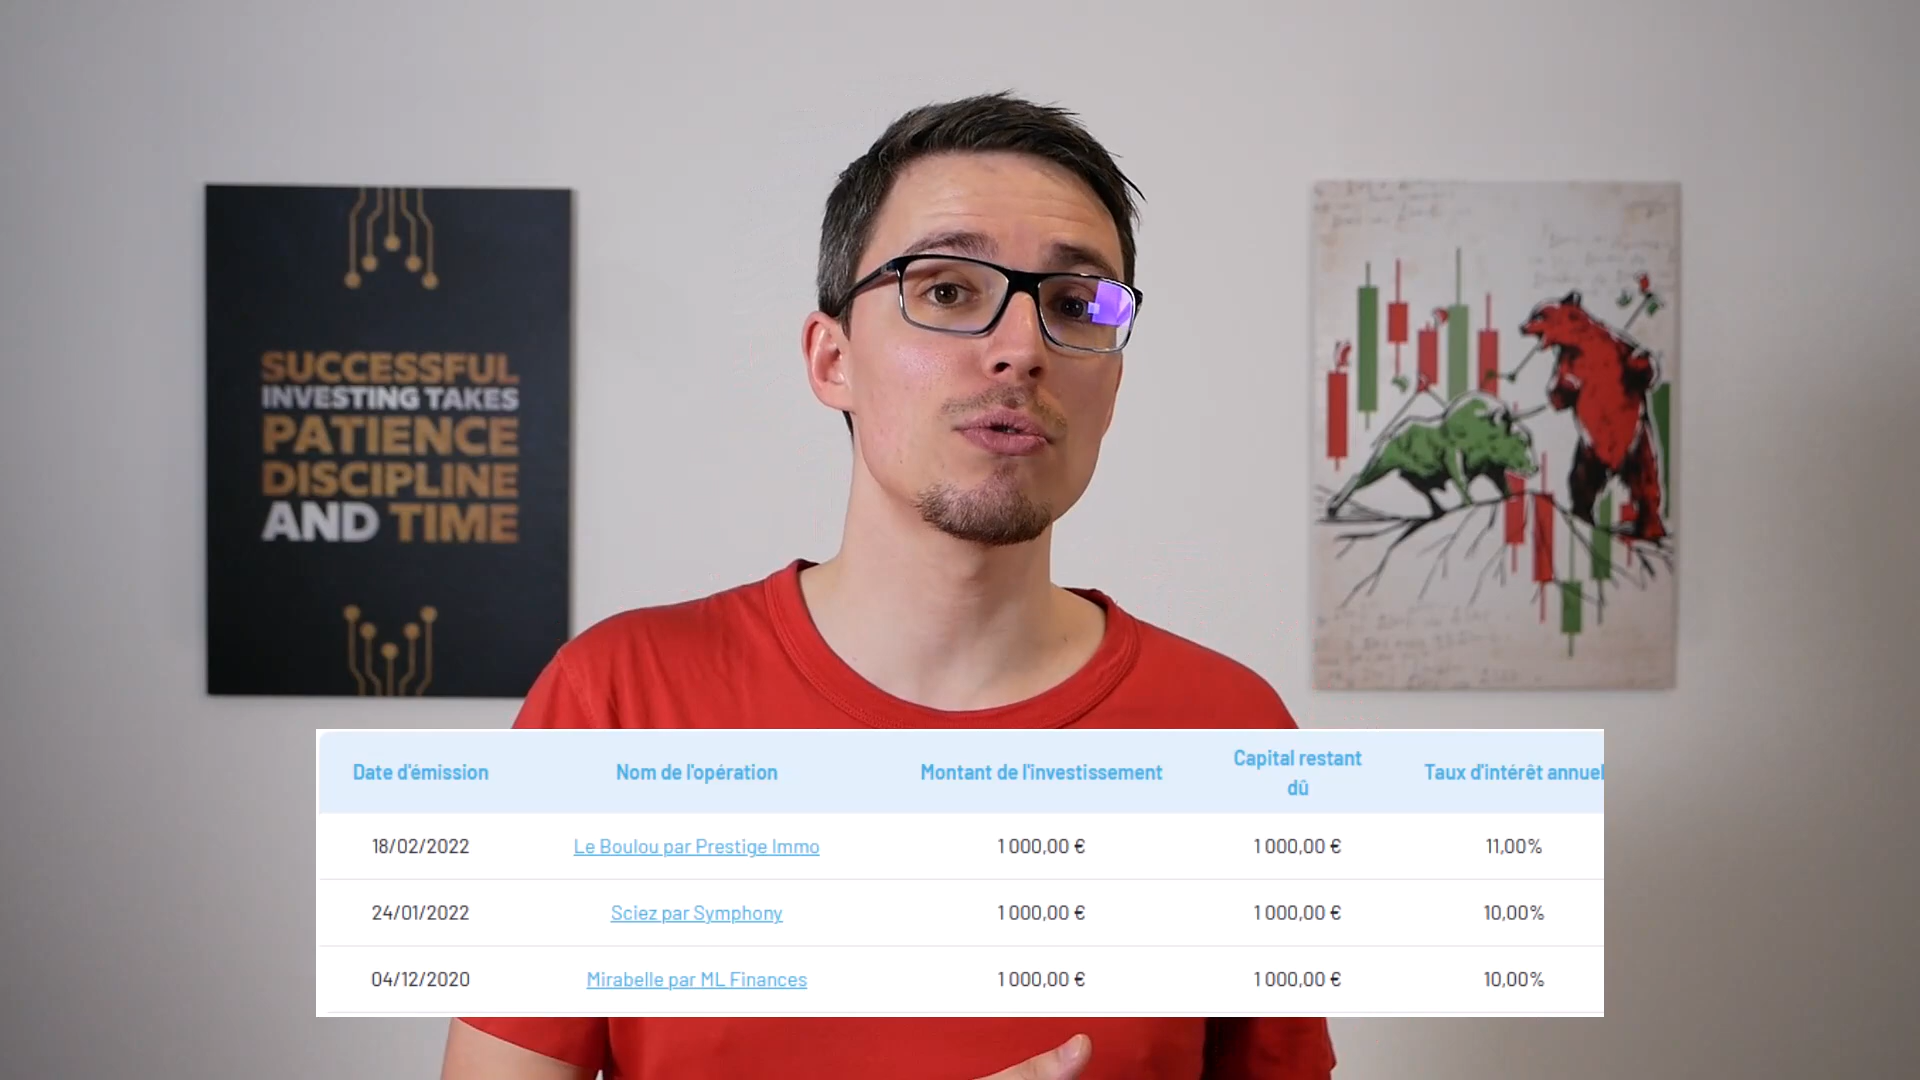 SUCCESSFUL
INVESTING TAKES
PATIENCE
DISCIPLINE
AND TIME
Date d'émission Nom de l'opération Montant de l'investissement Capital restant dû Taux d'intérêt annuel
18/02/2022 Le Boulou par Prestige Immo 1 000,00 € 1 000,00 € 11,00%
24/01/2022 Sciez par Symphony 1 000,00 € 1 000,00 € 10,00%
04/12/2020 Mirabelle par ML Finances 1 000,00 € 1 000,00 € 10,00%